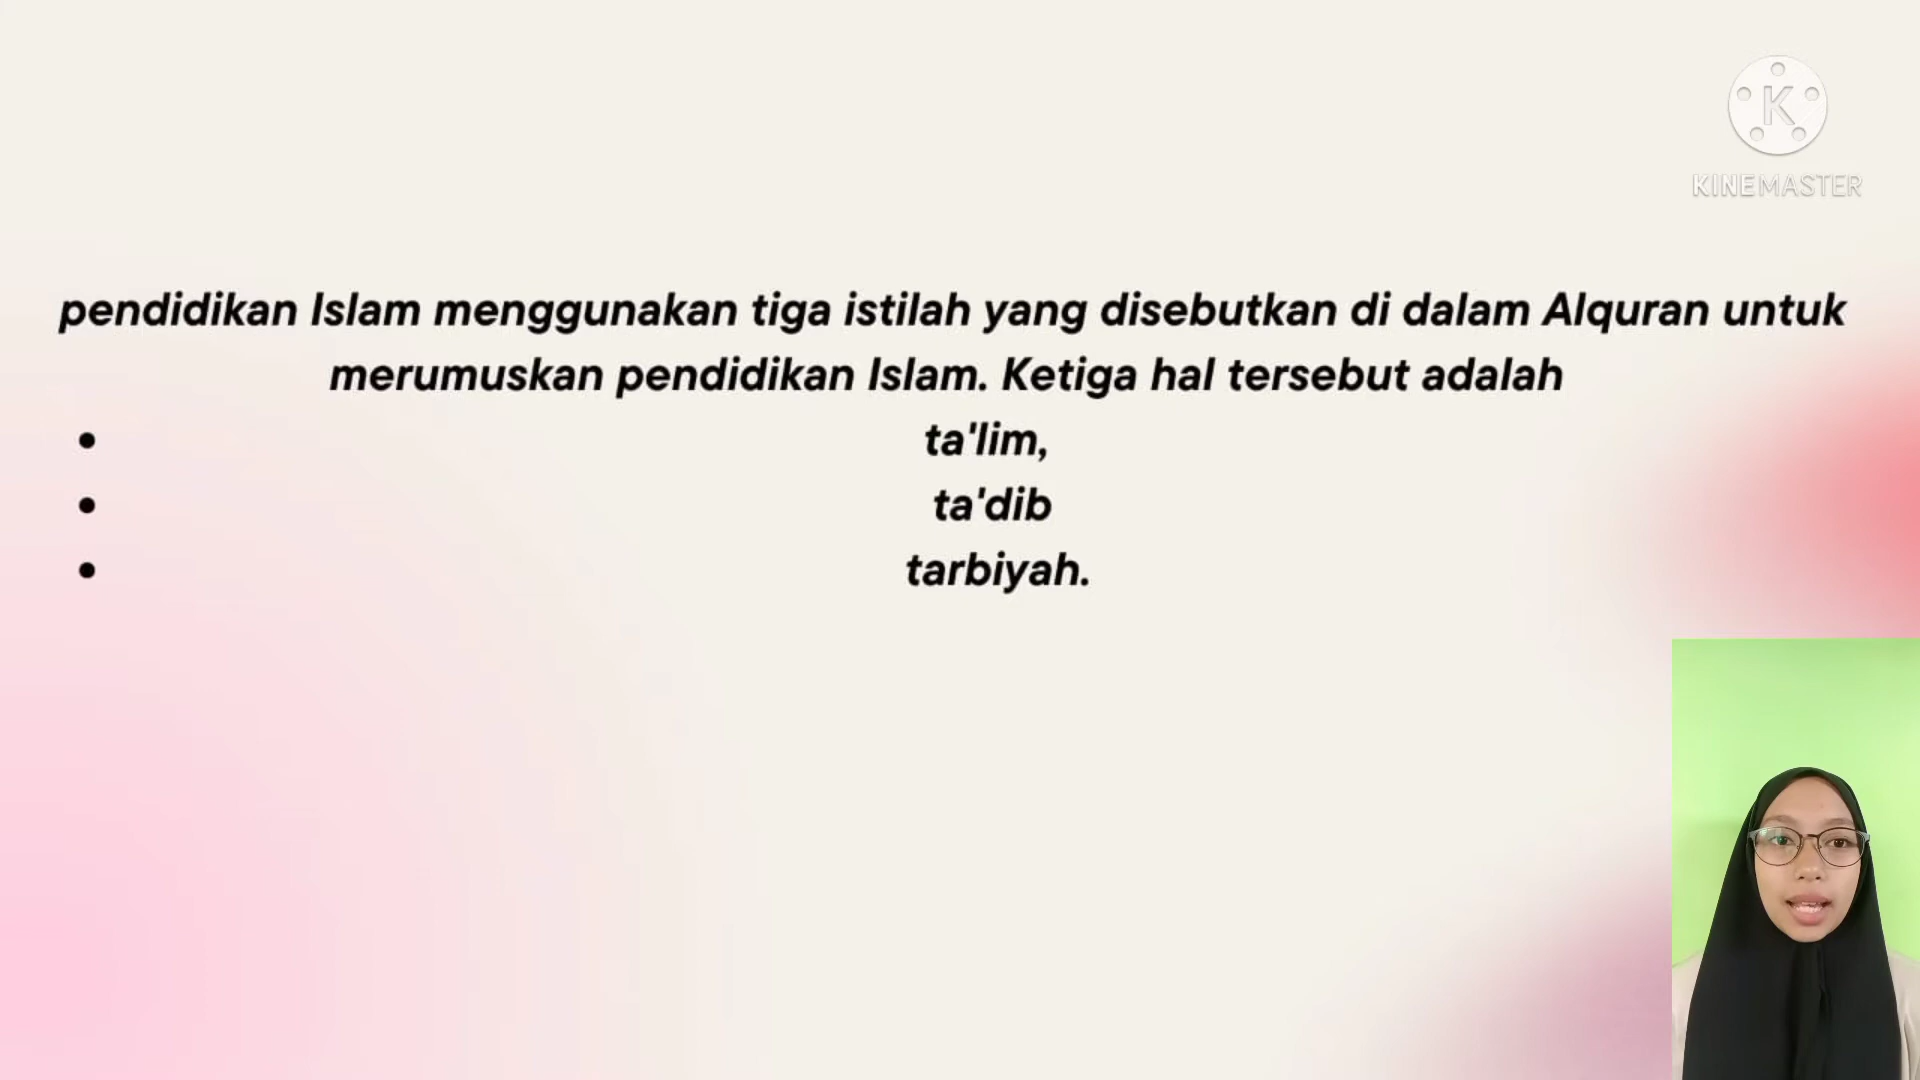 K
KINEMASTER
pendidikan Islam menggunakan tiga istilah yang disebutkan di dalam Alquran untuk
merumuskan pendidikan Islam. Ketiga hal tersebut adalah
• ta'lim,
• ta'dib
• tarbiyah.